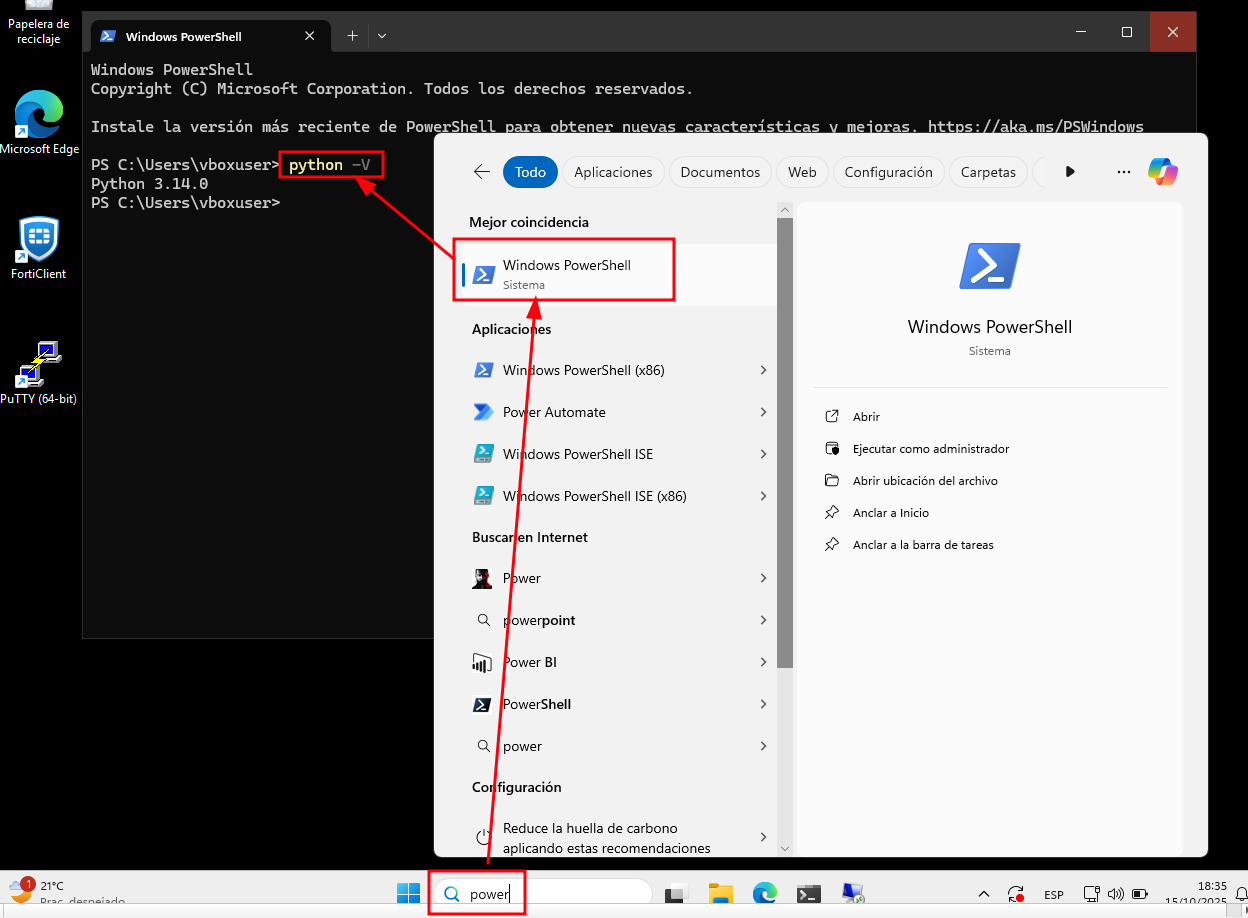 Papelera de
reciclaje
Microsoft Edge
FortiClient
PuTTY (64-bit)
Windows PowerShell
Windows PowerShell
Copyright (C) Microsoft Corporation. Todos los derechos reservados.
Instale la versión más reciente de PowerShell para obtener nuevas características y mejoras. https://aka.ms/PSWindows
PS C:\Users\vboxuser> python -V
Python 3.14.0
PS C:\Users\vboxuser>
Todo
Aplicaciones
Documentos
Web
Configuración
Carpetas
Mejor coincidencia
Windows PowerShell
Sistema
Aplicaciones
Windows PowerShell (x86)
Power Automate
Windows PowerShell ISE
Windows PowerShell ISE (x86)
Buscar en Internet
Power
powerpoint
Power BI
PowerShell
power
Configuración
Reduce la huella de carbono
aplicando estas recomendaciones
Windows PowerShell
Sistema
Abrir
Ejecutar como administrador
Abrir ubicación del archivo
Anclar a Inicio
Anclar a la barra de tareas
1
21°C
Prac. despejado
power
ESP
18:35
15/10/2025